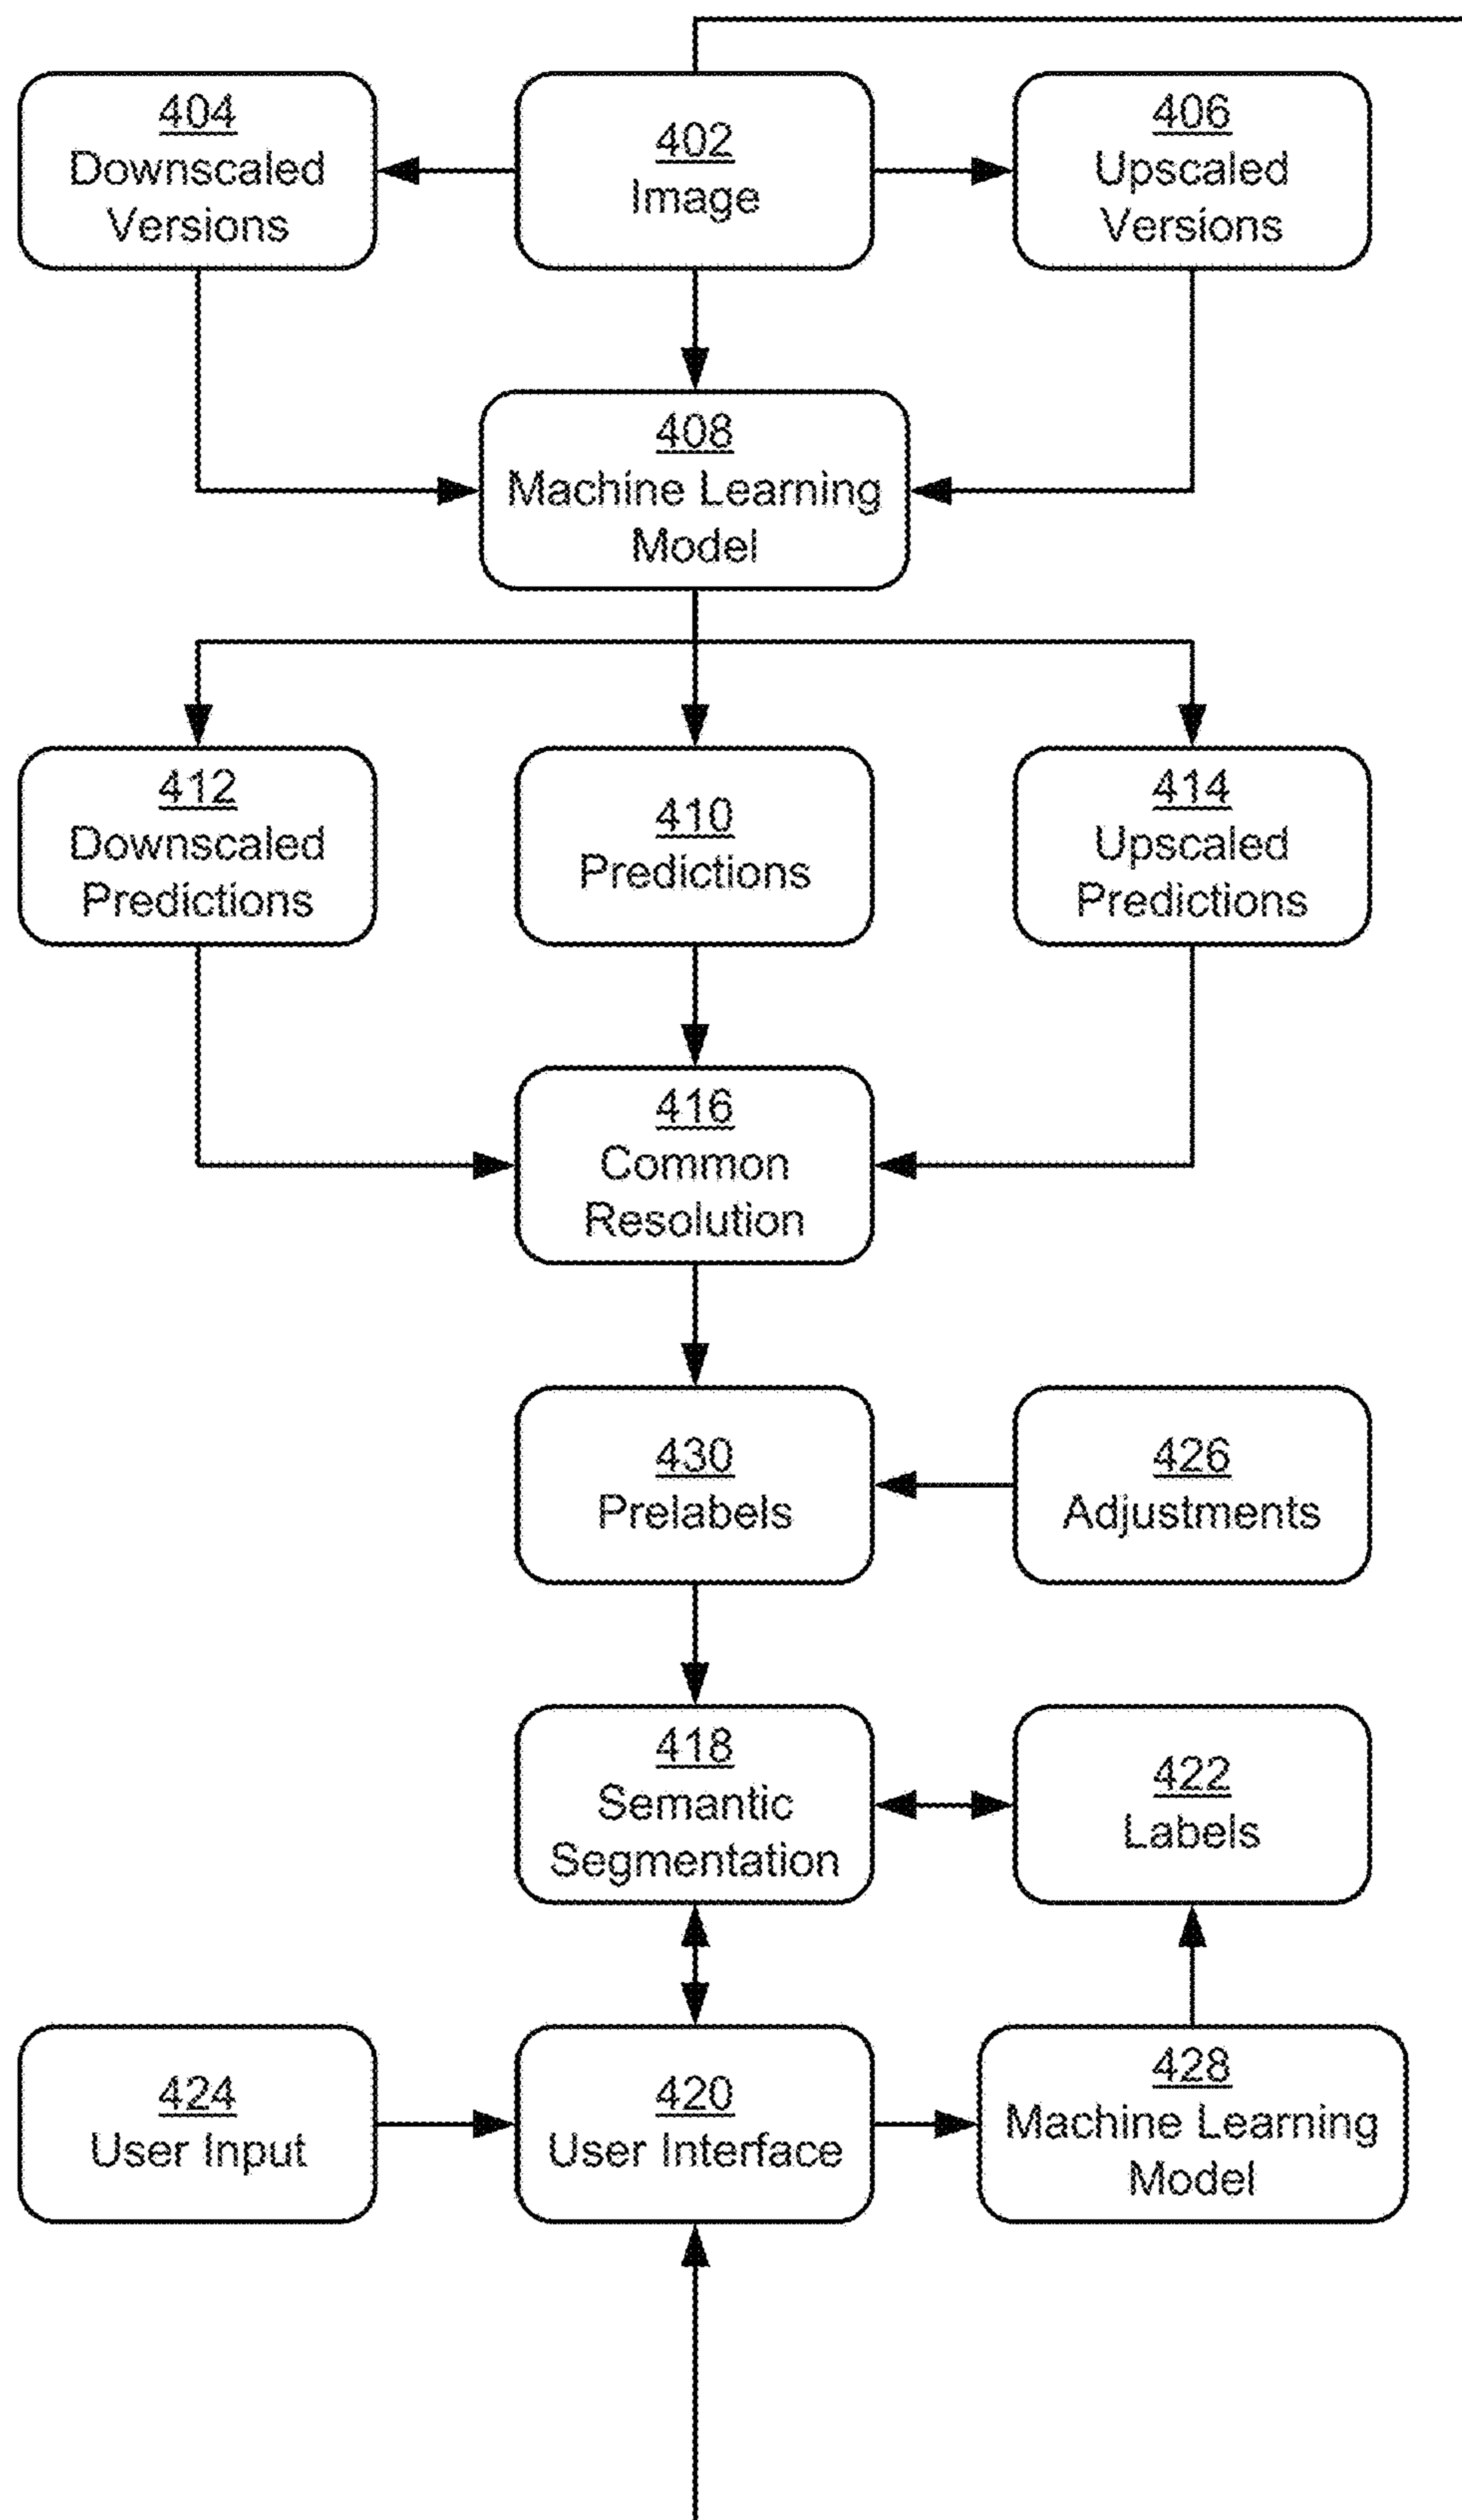 404
Downscaled
Versions
402
Image
406
Upscaled
Versions
408
Machine Learning
Model
412
Downscaled
Predictions
410
Predictions
414
Upscaled
Predictions
416
Common
Resolution
430
Prelabels
426
Adjustments
418
Semantic
Segmentation
422
Labels
424
User Input
420
User Interface
428
Machine Learning
Model